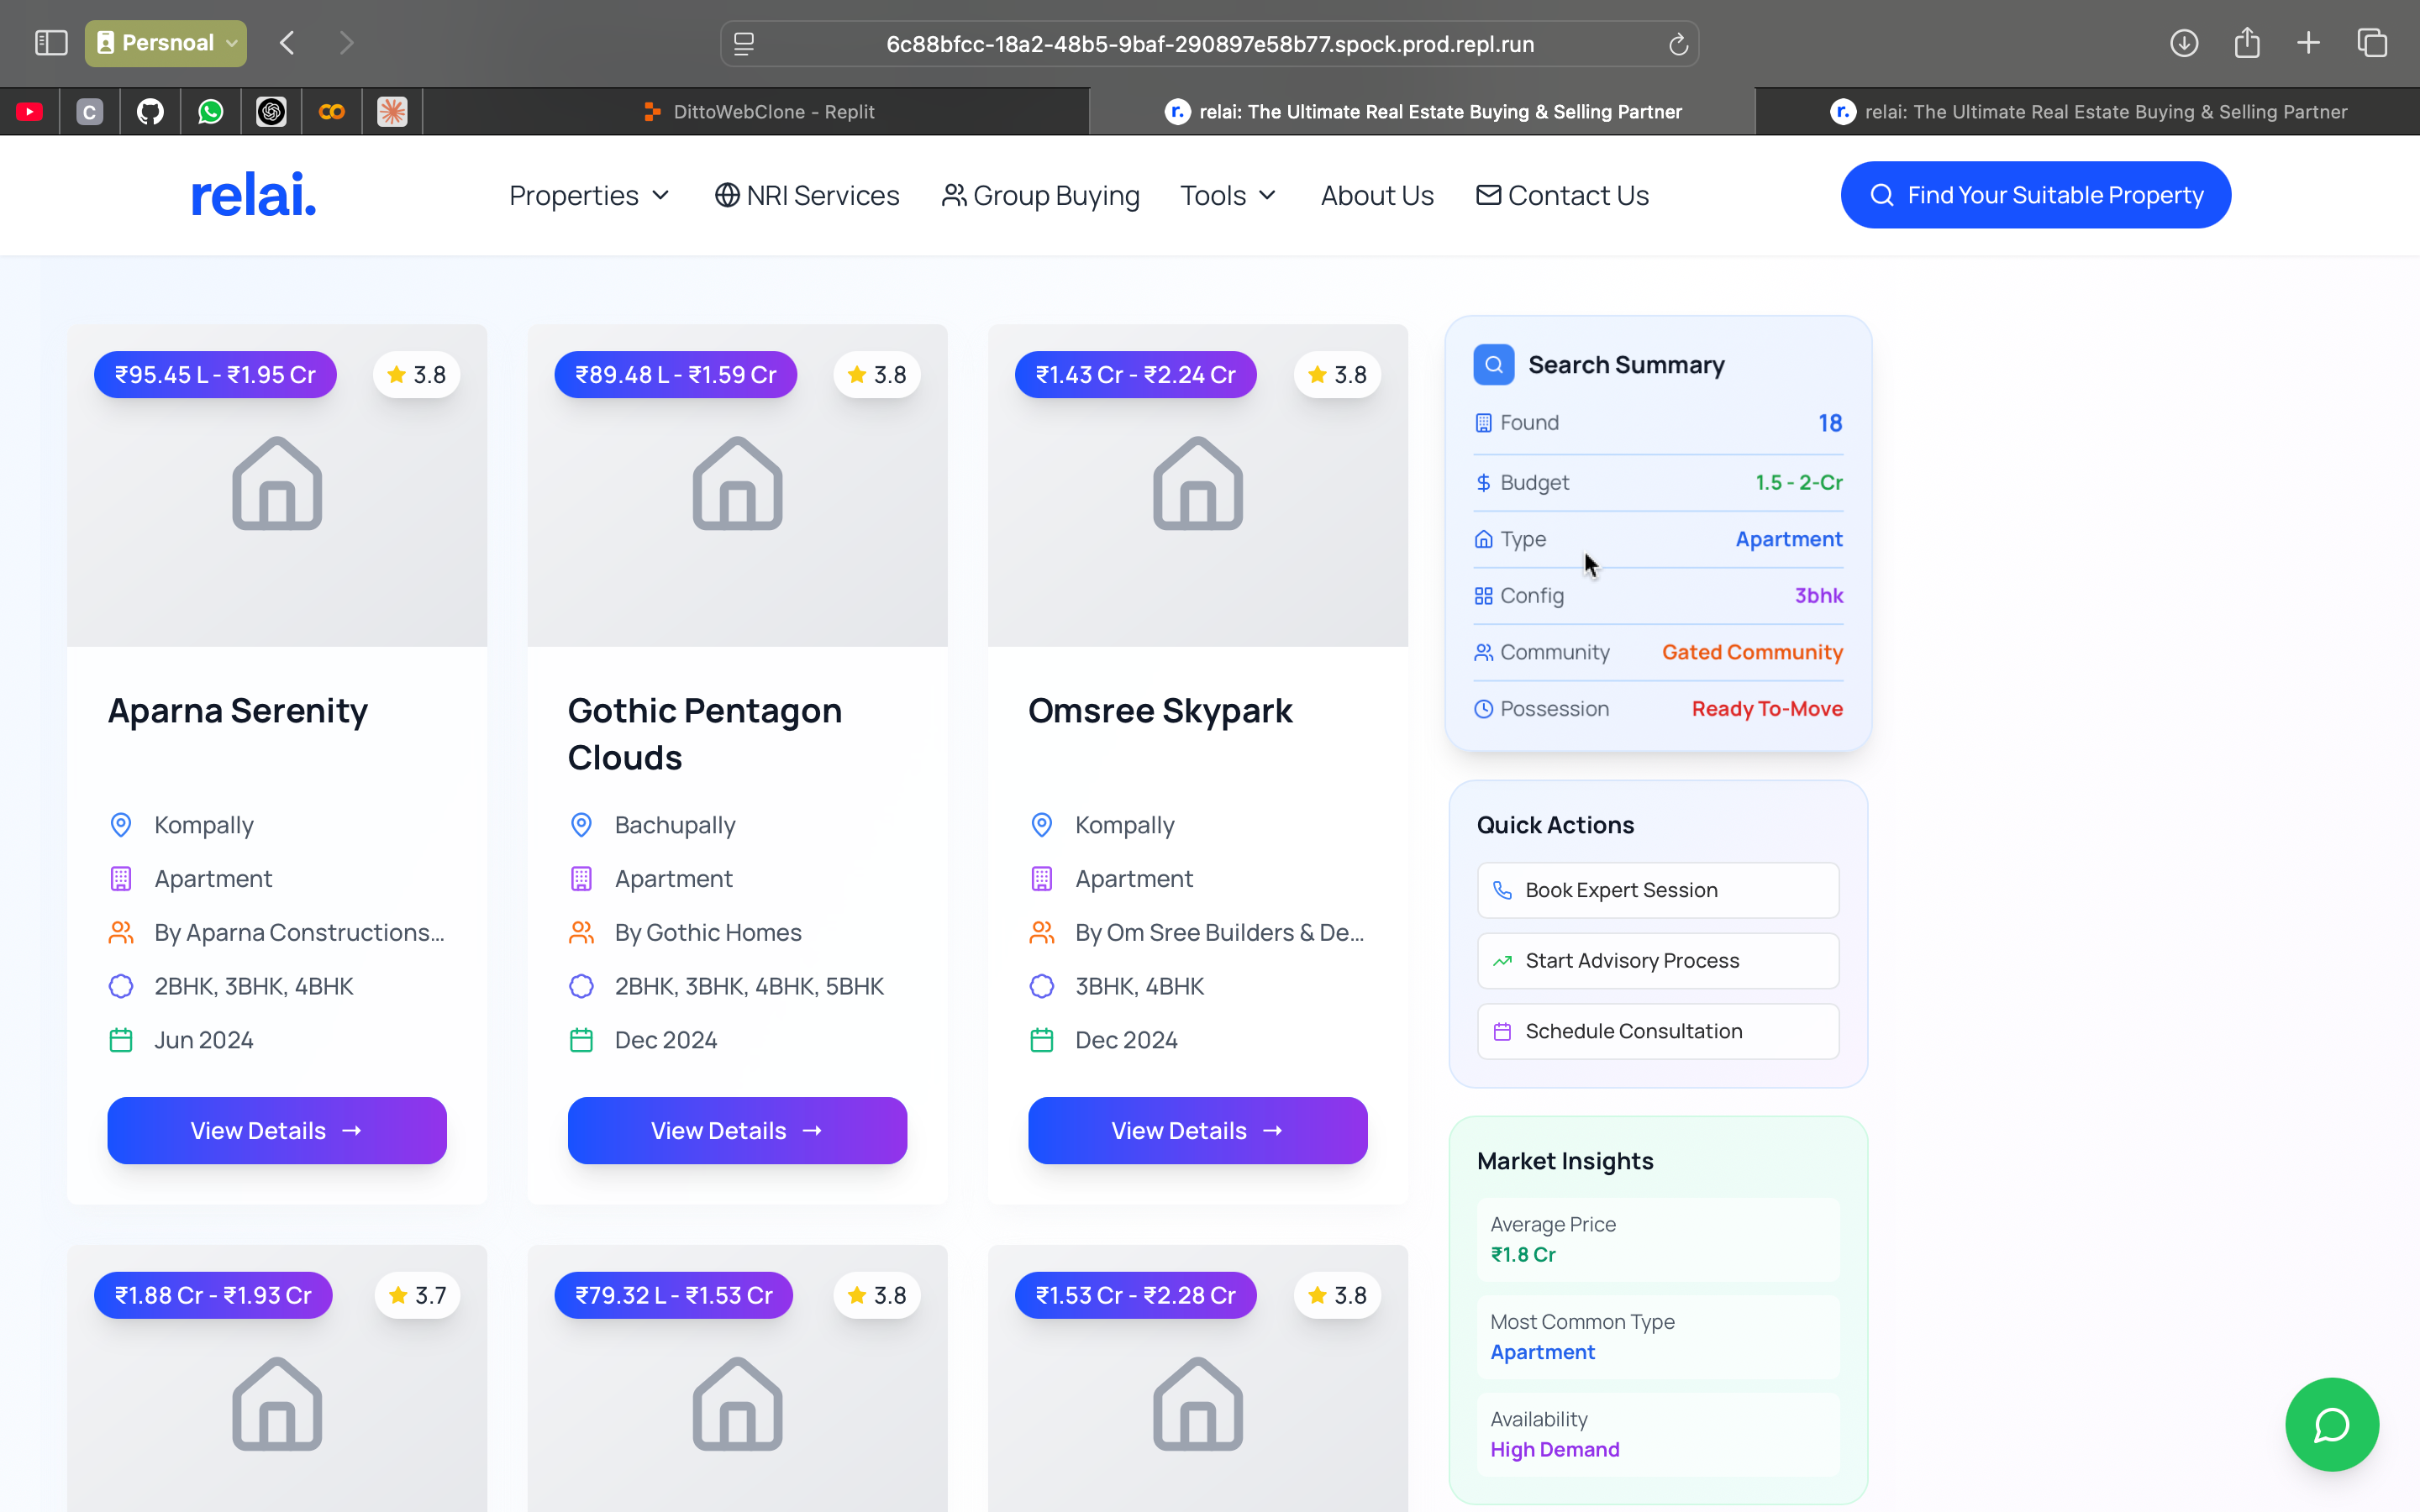 Persnoal
6c88bfcc-18a2-48b5-9baf-290897e58b77.spock.prod.repl.run
C
DittoWebClone - Replit
r. relai: The Ultimate Real Estate Buying & Selling Partner
r. relai: The Ultimate Real Estate Buying & Selling Partner
relai.
Properties
NRI Services
Group Buying
Tools
About Us
Contact Us
Find Your Suitable Property
₹95.45 L - ₹1.95 Cr
3.8
Aparna Serenity
Kompally
Apartment
By Aparna Constructions...
2BHK, 3BHK, 4BHK
Jun 2024
View Details →
₹89.48 L - ₹1.59 Cr
3.8
Gothic Pentagon
Clouds
Bachupally
Apartment
By Gothic Homes
2BHK, 3BHK, 4BHK, 5BHK
Dec 2024
View Details →
₹1.43 Cr - ₹2.24 Cr
3.8
Omsree Skypark
Kompally
Apartment
By Om Sree Builders & De...
3BHK, 4BHK
Dec 2024
View Details →
₹1.88 Cr - ₹1.93 Cr
3.7
₹79.32 L - ₹1.53 Cr
3.8
₹1.53 Cr - ₹2.28 Cr
3.8
Search Summary
Found 18
Budget 1.5 - 2-Cr
Type Apartment
Config 3bhk
Community Gated Community
Possession Ready To-Move
Quick Actions
Book Expert Session
Start Advisory Process
Schedule Consultation
Market Insights
Average Price
₹1.8 Cr
Most Common Type
Apartment
Availability
High Demand